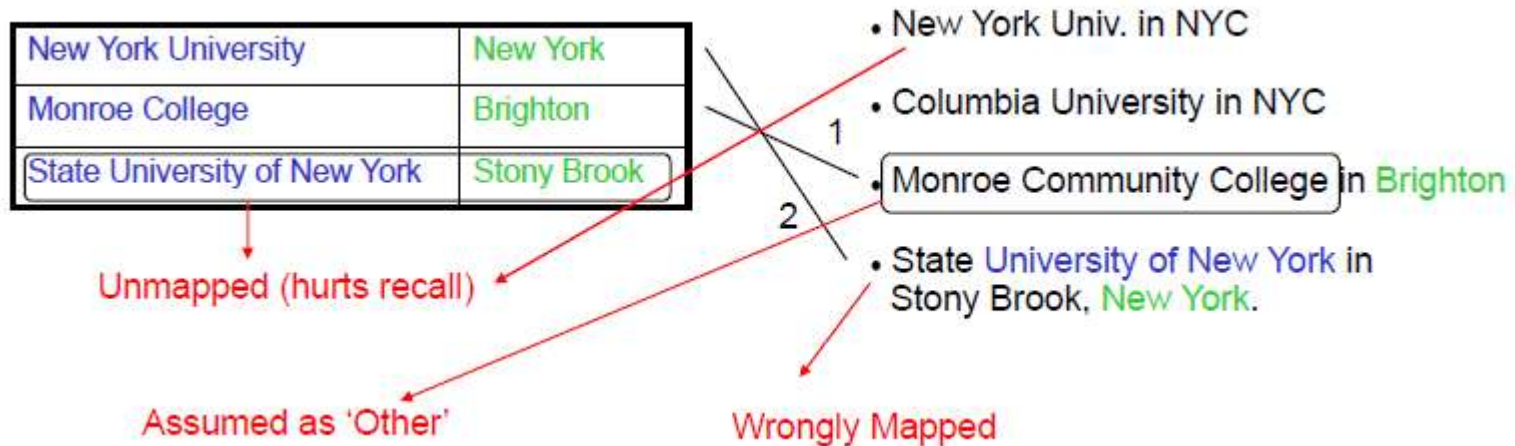 New York University New York
Monroe College Brighton
State University of New York Stony Brook
• New York Univ. in NYC
• Columbia University in NYC
1
• Monroe Community College in Brighton
2
• State University of New York in
Stony Brook, New York.
Unmapped (hurts recall)
Assumed as ‘Other’
Wrongly Mapped